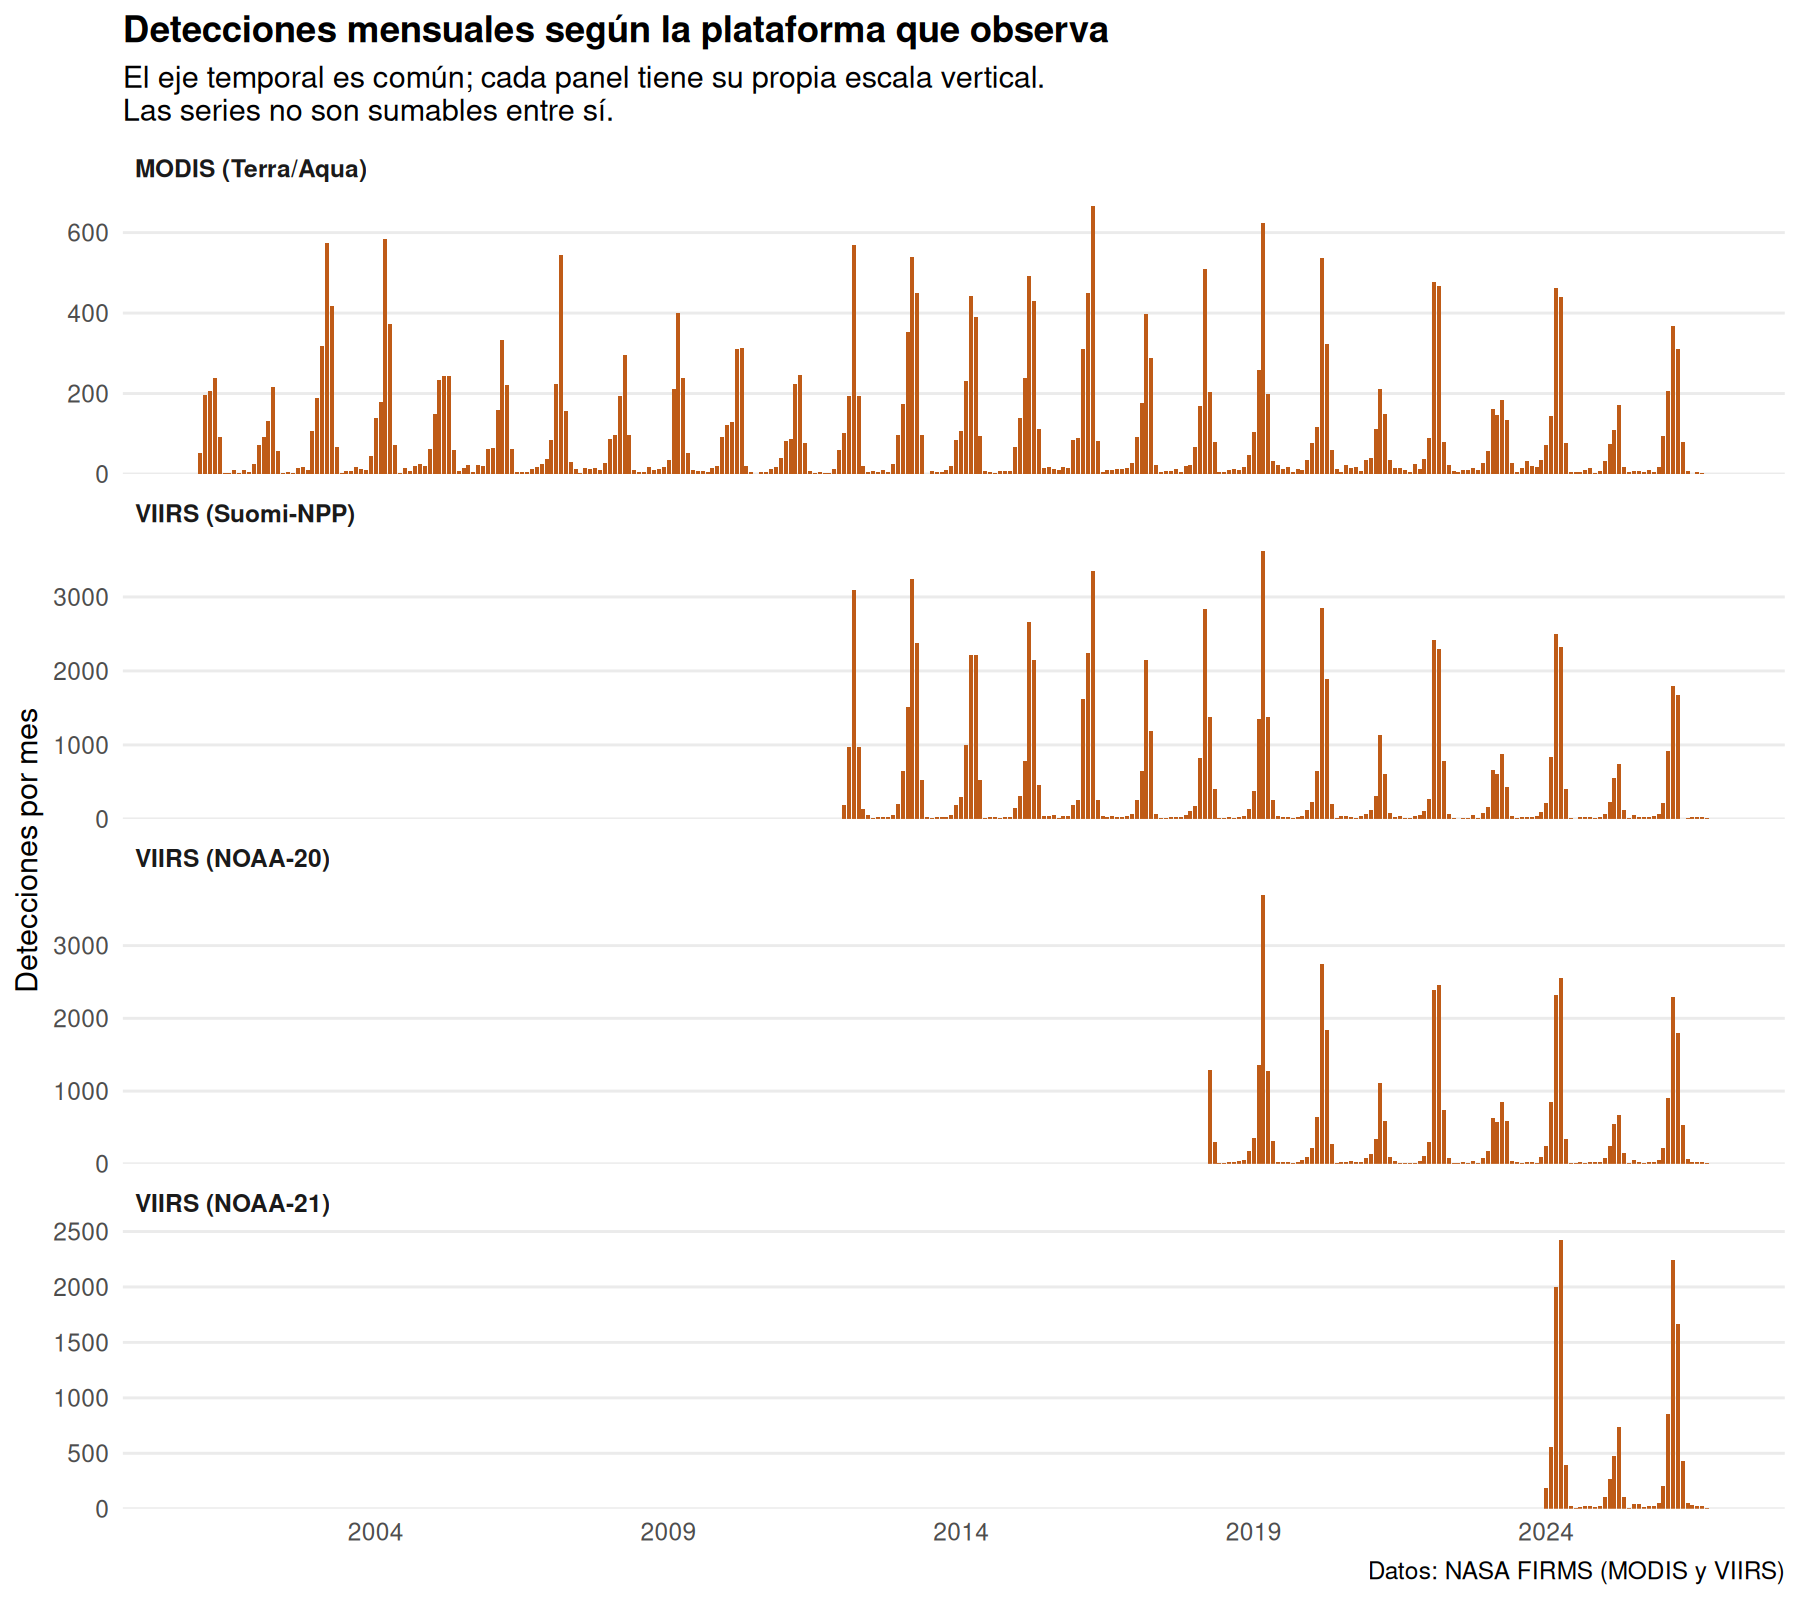 Detecciones mensuales según la plataforma que observa
El eje temporal es común; cada panel tiene su propia escala vertical.
Las series no son sumables entre sí.
MODIS (Terra/Aqua)
600
400
200
0
VIIRS (Suomi-NPP)
3000
2000
1000
0
VIIRS (NOAA-20)
3000
2000
1000
0
VIIRS (NOAA-21)
2500
2000
1500
1000
500
0
Detecciones por mes
2004 2009 2014 2019 2024
Datos: NASA FIRMS (MODIS y VIIRS)